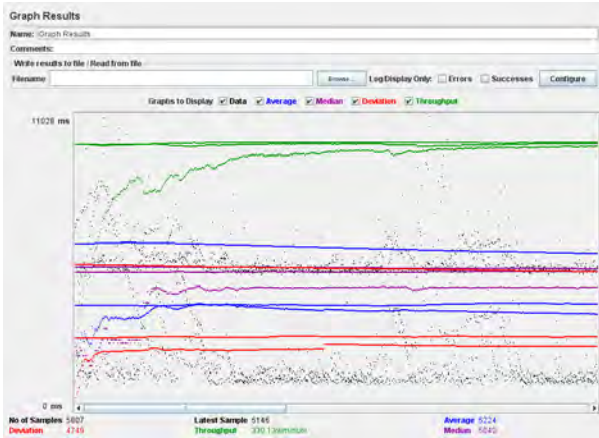 Graph Results
Name: Graph Results
Comments:
Write results to file / Read from file
Filename Browse... Log/Display Only: Errors Successes Configure
Graphs to Display Data Average Median Deviation Throughput
11028 ms
0 ms
No of Samples Latest Sample 5146 Average 5224
Deviation 4749 Throughput Median